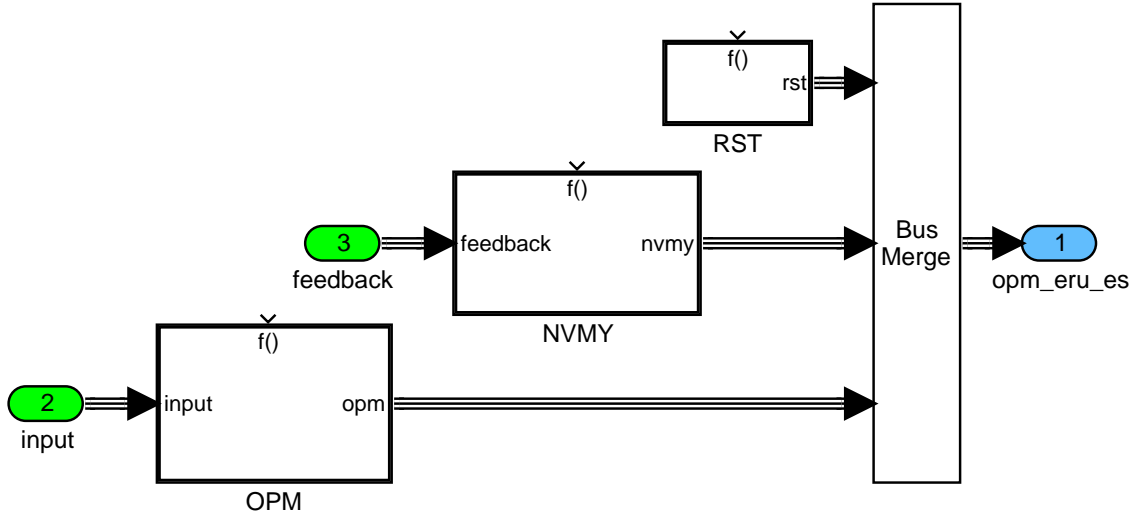 f()
rst
RST
f()
3
feedback
nvmy
Bus
Merge
1
feedback
opm_eru_es
NVMY
f()
2
input
opm
input
OPM